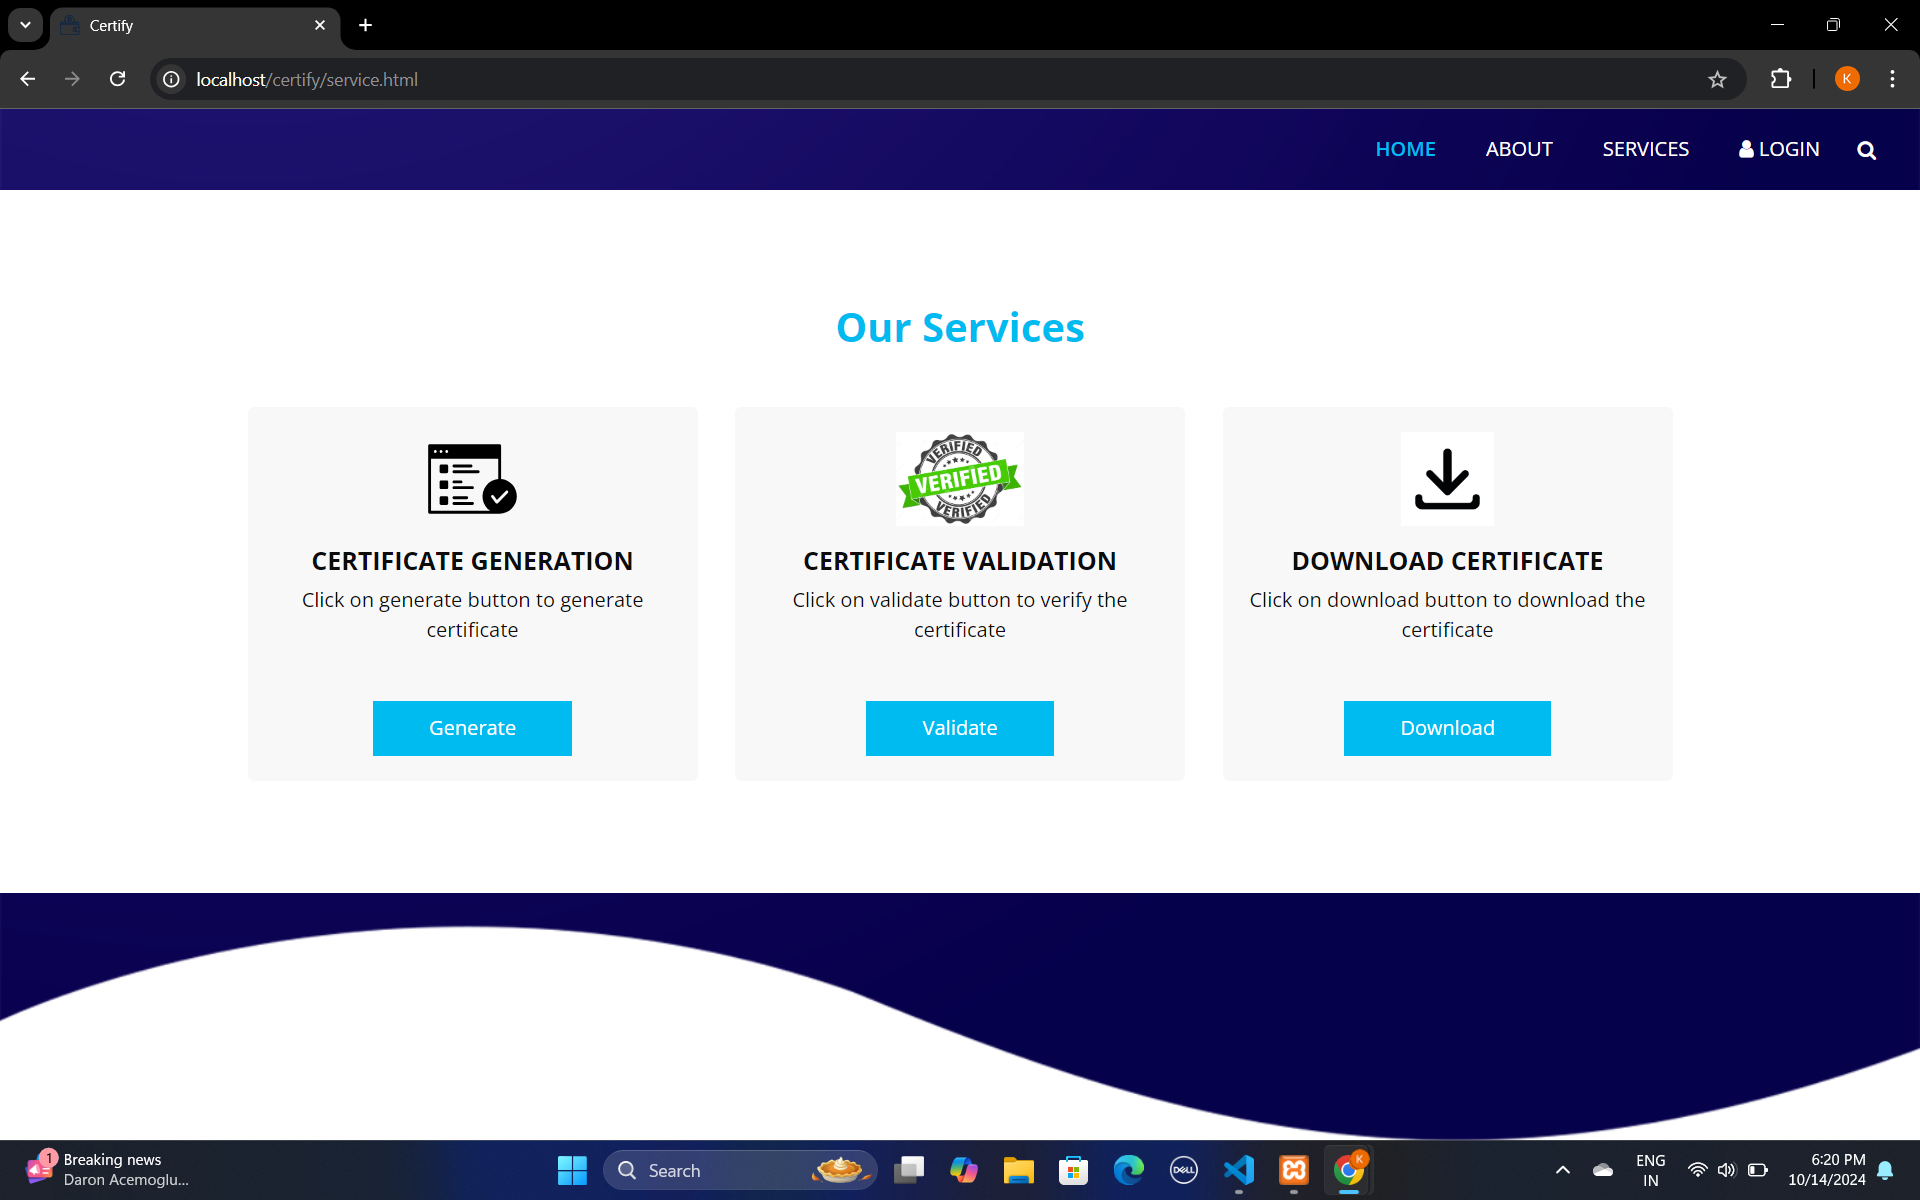 Certify
localhost/certify/service.html
K
HOME ABOUT SERVICES LOGIN
Our Services
VERIFIED
VERIFIED
VERIFIED
CERTIFICATE GENERATION
Click on generate button to generate
certificate
Generate
CERTIFICATE VALIDATION
Click on validate button to verify the
certificate
Validate
DOWNLOAD CERTIFICATE
Click on download button to download the
certificate
Download
1
Breaking news
Daron Acemoglu...
Search
DELL
K
ENG
IN
6:20 PM
10/14/2024